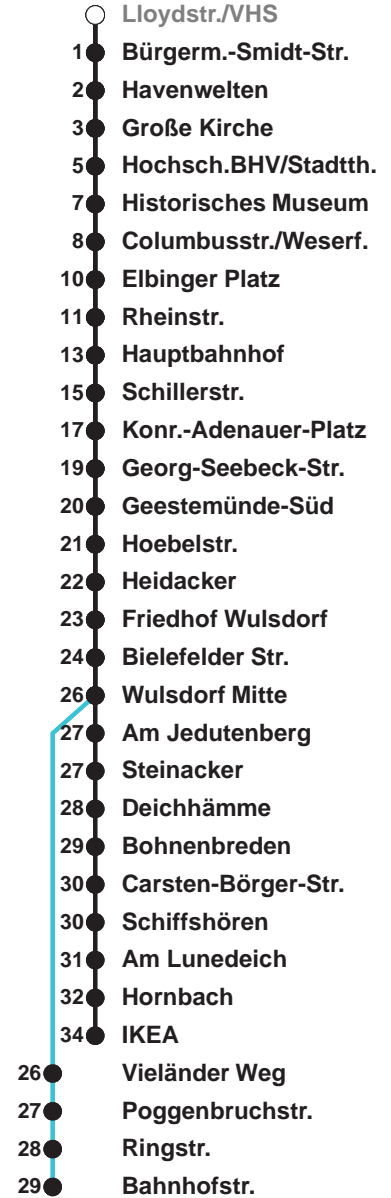 Lloydstr./VHS
1 Bürgerm.-Smidt-Str.
2 Havenwelten
3 Große Kirche
5 Hochsch.BHV/Stadtth.
7 Historisches Museum
8 Columbusstr./Weserf.
10 Elbinger Platz
11 Rheinstr.
13 Hauptbahnhof
15 Schillerstr.
17 Konr.-Adenauer-Platz
19 Georg-Seebeck-Str.
20 Geestemünde-Süd
21 Hoebelstr.
22 Heidacker
23 Friedhof Wulsdorf
24 Bielefelder Str.
26 Wulsdorf Mitte
27 Am Jedutenberg
27 Steinacker
28 Deichhämme
29 Bohnenbreden
30 Carsten-Börger-Str.
30 Schiffshören
31 Am Lunedeich
32 Hornbach
34 IKEA
26 Vieländer Weg
27 Poggenbruchstr.
28 Ringstr.
29 Bahnhofstr.